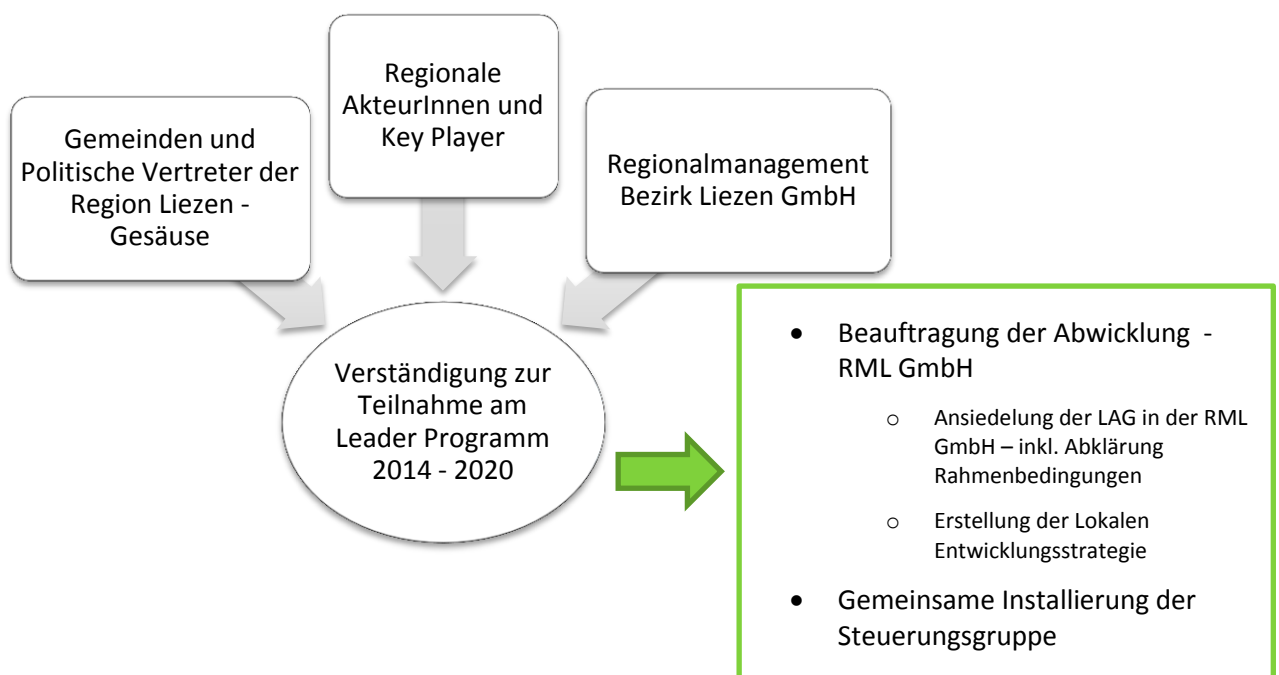 Gemeinden und
Politische Vertreter der
Region Liezen -
Gesäuse
Regionale
AkteurInnen und
Key Player
Regionalmanagement
Bezirk Liezen GmbH
Verständigung zur
Teilnahme am
Leader Programm
2014 - 2020
• Beauftragung der Abwicklung -
RML GmbH
o Ansiedelung der LAG in der RML
GmbH – inkl. Abklärung
Rahmenbedingungen
o Erstellung der Lokalen
Entwicklungsstrategie
• Gemeinsame Installierung der
Steuerungsgruppe